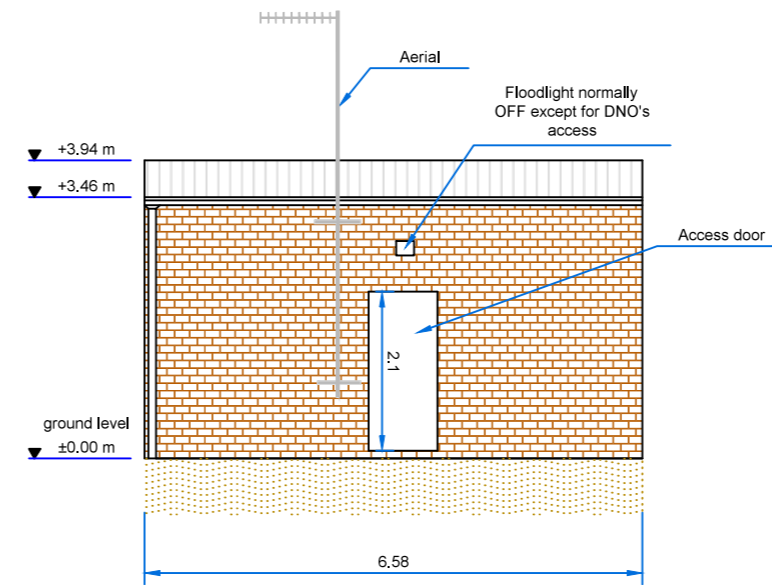 Aerial
Floodlight normally
OFF except for DNO's
access
+3.94 m
+3.46 m
Access door
2.1
ground level
±0.00 m
6.58